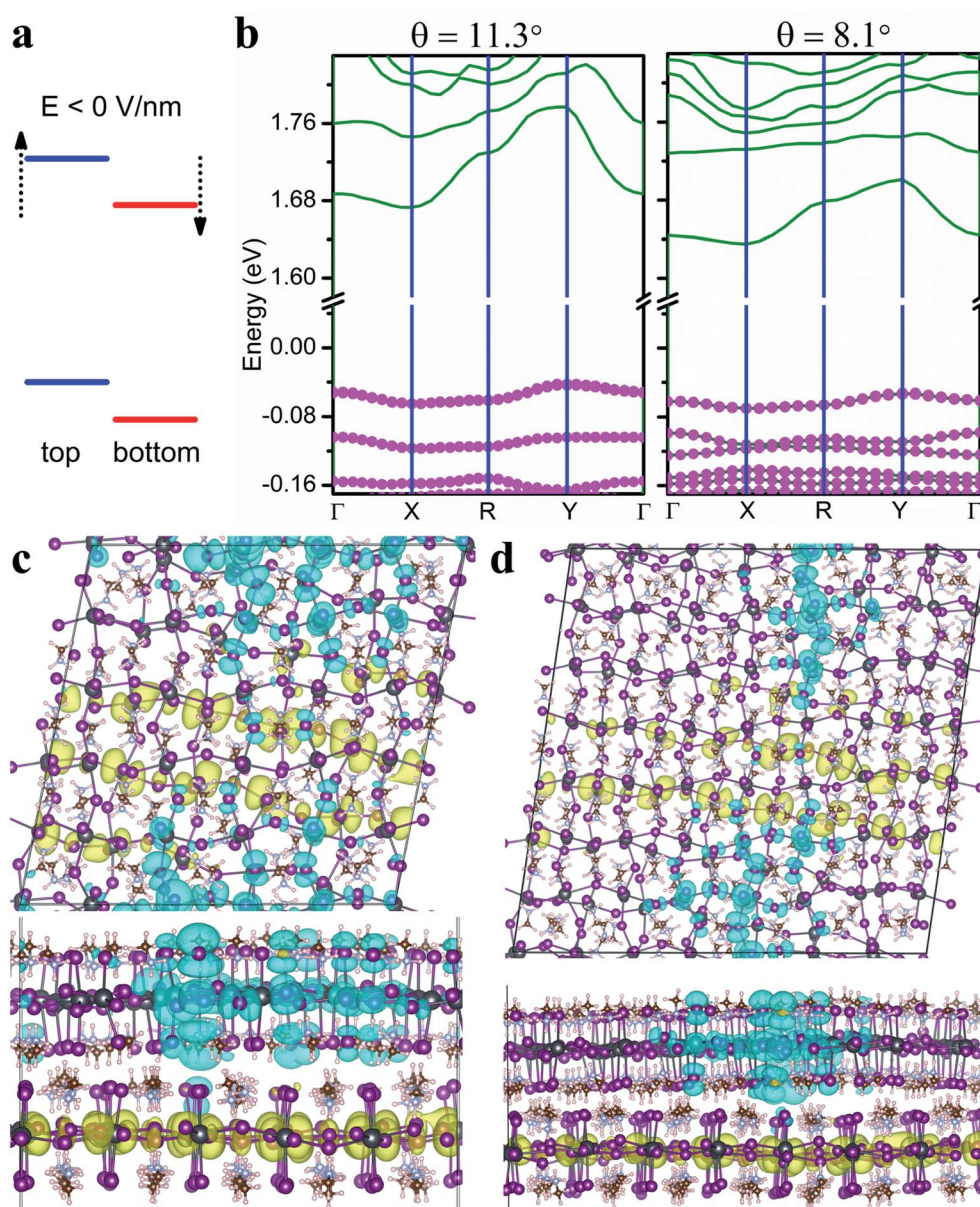 a
E < 0 V/nm
top bottom
b
θ = 11.3° θ = 8.1°
Energy (eV)
1.76
1.68
1.60
0.00
-0.08
-0.16
Γ X R Y Γ Γ X R Y Γ
c
d